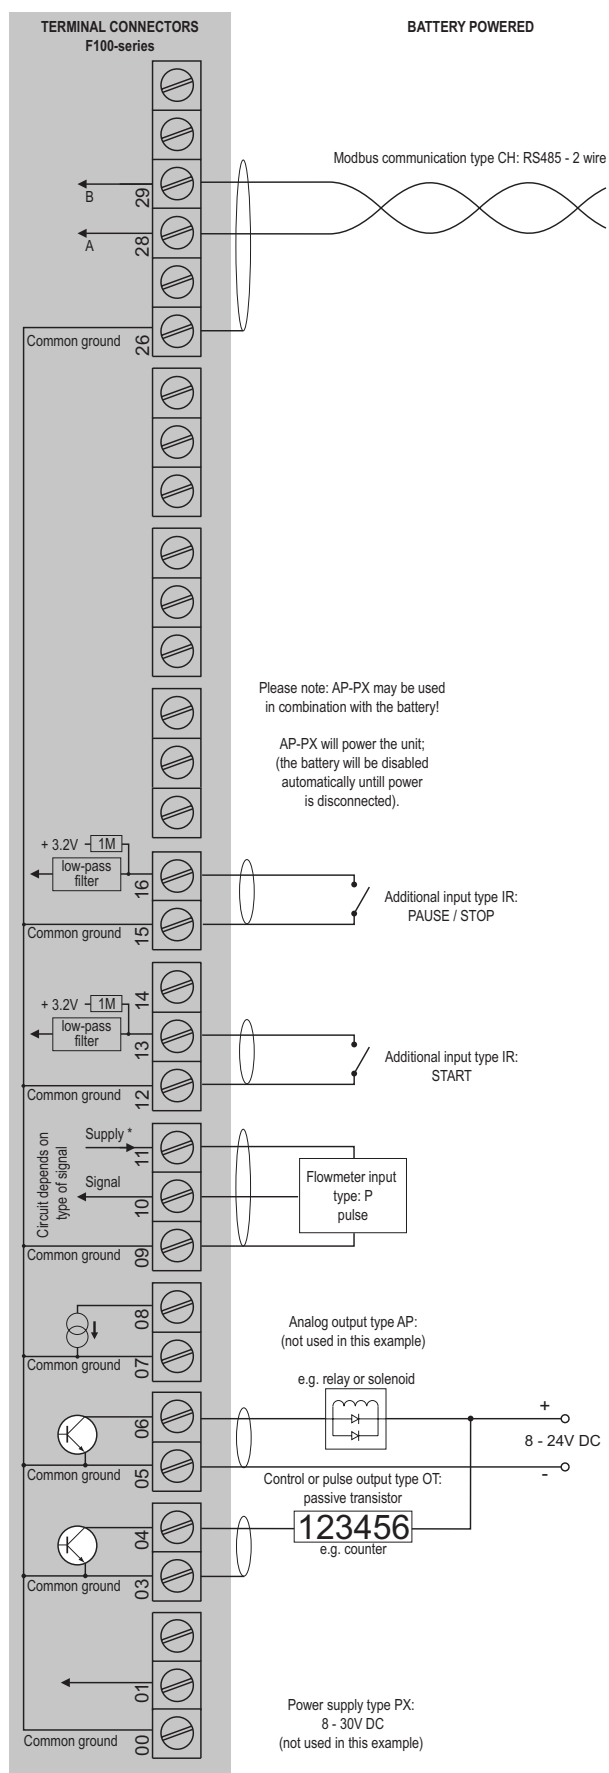 TERMINAL CONNECTORS
F100-series
BATTERY POWERED
Modbus communication type CH: RS485 - 2 wire
B
29
A
28
Common ground
26
Please note: AP-PX may be used
in combination with the battery!
AP-PX will power the unit;
(the battery will be disabled
automatically untill power
is disconnected).
+ 3.2V
1M
low-pass
filter
16
Common ground
15
Additional input type IR:
PAUSE / STOP
14
+ 3.2V
1M
low-pass
filter
13
Common ground
12
Additional input type IR:
START
Circuit depends on
type of signal
Supply *
11
Signal
10
Common ground
09
Flowmeter input
type: P
pulse
08
Common ground
07
Analog output type AP:
(not used in this example)
e.g. relay or solenoid
06
+
8 - 24V DC
-
Common ground
05
Control or pulse output type OT:
passive transistor
04
123456
e.g. counter
Common ground
03
01
Common ground
00
Power supply type PX:
8 - 30V DC
(not used in this example)